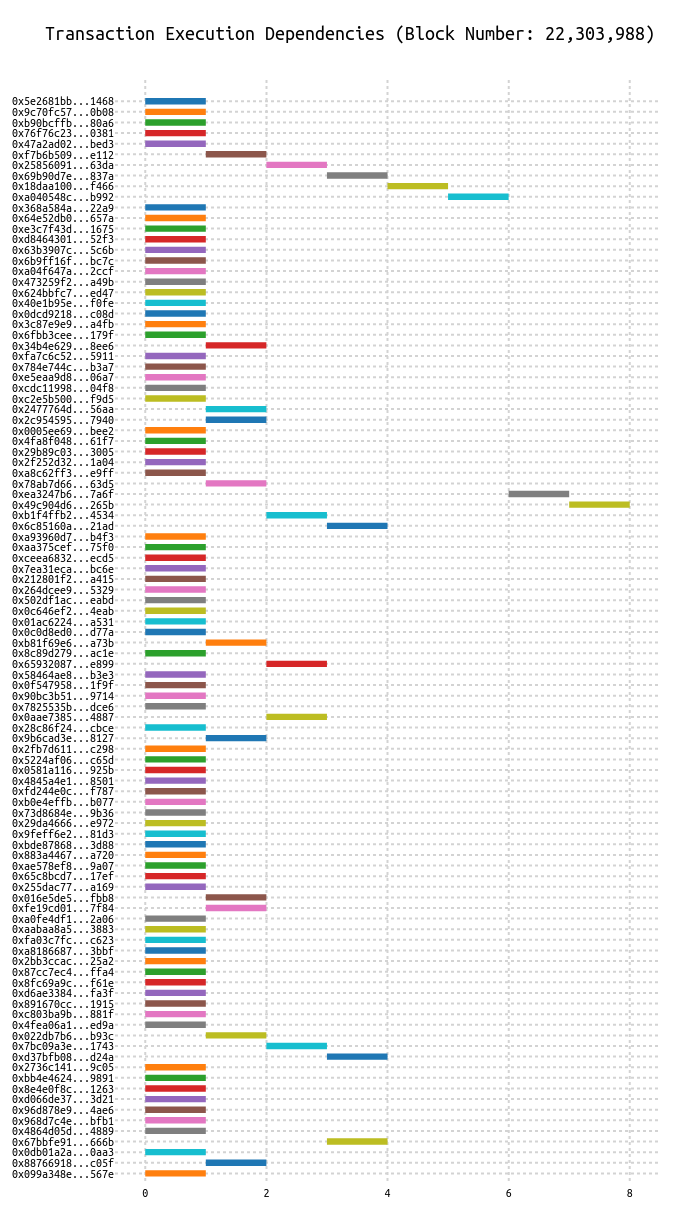 Transaction Execution Dependencies (Block Number: 22,303,988)
0x5e2681bb...1468
0x9c70fc57...0b08
0xb90bcffb...80a6
0x76f76c23...0381
0x47a2ad02...bed3
0xf7b6b509...e112
0x25856091...63da
0x69b90d7e...837a
0x18daa100...f466
0xa040548c...b992
0x368a584a...22a9
0x64e52db0...657a
0xe3c7f43d...1675
0xd8464301...52f3
0x63b3907c...5c6b
0x6b9ff16f...bc7c
0xa04f647a...2ccf
0x473259f2...a49b
0x624bbfc7...ed47
0x40e1b95e...f0fe
0x0dcd9218...c08d
0x3c87e9e9...a4fb
0x6fbb3cee...179f
0x34b4e629...8ee6
0xfa7c6c52...5911
0x784e744c...b3a7
0xe5eaa9d8...06a7
0xcdc11998...04f8
0xc2e5b500...f9d5
0x2477764d...56aa
0x2c954595...7940
0x0005ee69...bee2
0x4fa8f048...61f7
0x29b89c03...3005
0x2f252d32...1a04
0xa8c62ff3...e9ff
0x78ab7d66...63d5
0xea3247b6...7a6f
0x49c904d6...265b
0xb1f4ffb2...4534
0x6c85160a...21ad
0xa93960d7...b4f3
0xaa375cef...75f0
0xceea6832...ecd5
0x7ea31eca...bc6e
0x212801f2...a415
0x264dcee9...5329
0x502df1ac...eabd
0x0c646ef2...4eab
0x01ac6224...a531
0x0c0d8ed0...d77a
0xb81f69e6...a73b
0x8c89d279...ac1e
0x65932087...e899
0x58464ae8...b3e3
0x0f547958...1f9f
0x90bc3b51...9714
0x7825535b...dce6
0x0aae7385...4887
0x28c86f24...cbce
0x9b6cad3e...8127
0x2fb7d611...c298
0x5224af06...c65d
0x0581a116...925b
0x4845a4e1...8501
0xfd244e0c...f787
0xb0e4effb...b077
0x73d8684e...9b36
0x29da4666...e972
0x9feff6e2...81d3
0xbde87868...3d88
0x883a4467...a720
0xae578ef8...9a07
0x65c8bcd7...17ef
0x255dac77...a169
0x016e5de5...fbb8
0xfe19cd01...7f84
0xa0fe4df1...2a06
0xaabaa8a5...3883
0xfa03c7fc...c623
0xa8186687...3bbf
0x2bb3ccac...25a2
0x87cc7ec4...ffa4
0x8fc69a9c...f61e
0xd6ae3384...fa3f
0x891670cc...1915
0xc803ba9b...881f
0x4fea06a1...ed9a
0x022db7b6...b93c
0x7bc09a3e...1743
0xd37bfb08...d24a
0x2736c141...9c05
0xbb4e4624...9891
0x8e4e0f8c...1263
0xd066de37...3d21
0x96d878e9...4ae6
0x968d7c4e...bfb1
0x4864d05d...4889
0x67bbfe91...666b
0x0db01a2a...0aa3
0x88766918...c05f
0x099a348e...567e
0 2 4 6 8